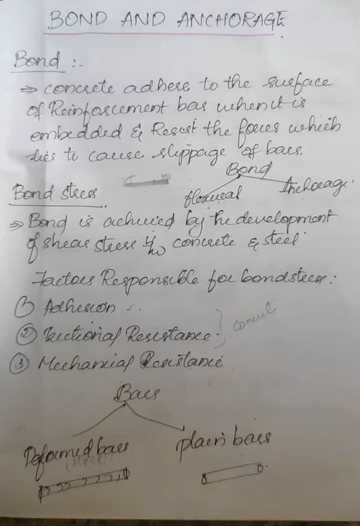 BOND AND ANCHORAGE
Bond :-
⇒ concrete adhere to the surface
of Reinforcement bar when it is
embedded & Resist the forces which
ties to cause slippage of bars.
Bond
flexural Anchorage
Bond stress
⇒ Bond is achieved by the development
of shear stress b/w concrete & steel.
Factors Responsible for bond stress :
① Adhesion :-
② Frictional Resistance.
③ Mechanical Resistance.
Bars
Deformed bars plain bars